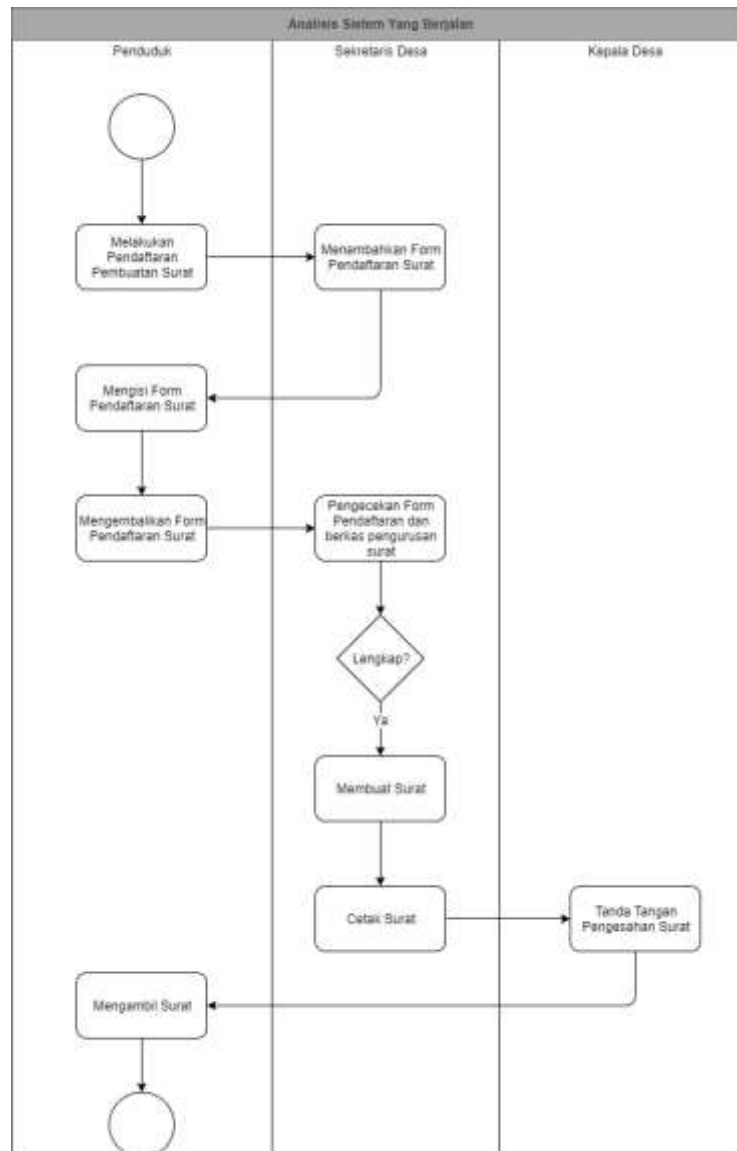 Analisis Sistem Yang Berjalan
Penduduk
Sekretaris Desa
Kepala Desa
Melakukan
Pendaftaran
Pembuatan Surat
Menambahkan Form
Pendaftaran Surat
Mengisi Form
Pendaftaran Surat
Mengembalikan Form
Pendaftaran Surat
Pengecekan Form
Pendaftaran dan
berkas pengurusan
surat
Lengkap?
Ya
Membuat Surat
Cetak Surat
Tanda Tangan
Pengesahan Surat
Mengambil Surat